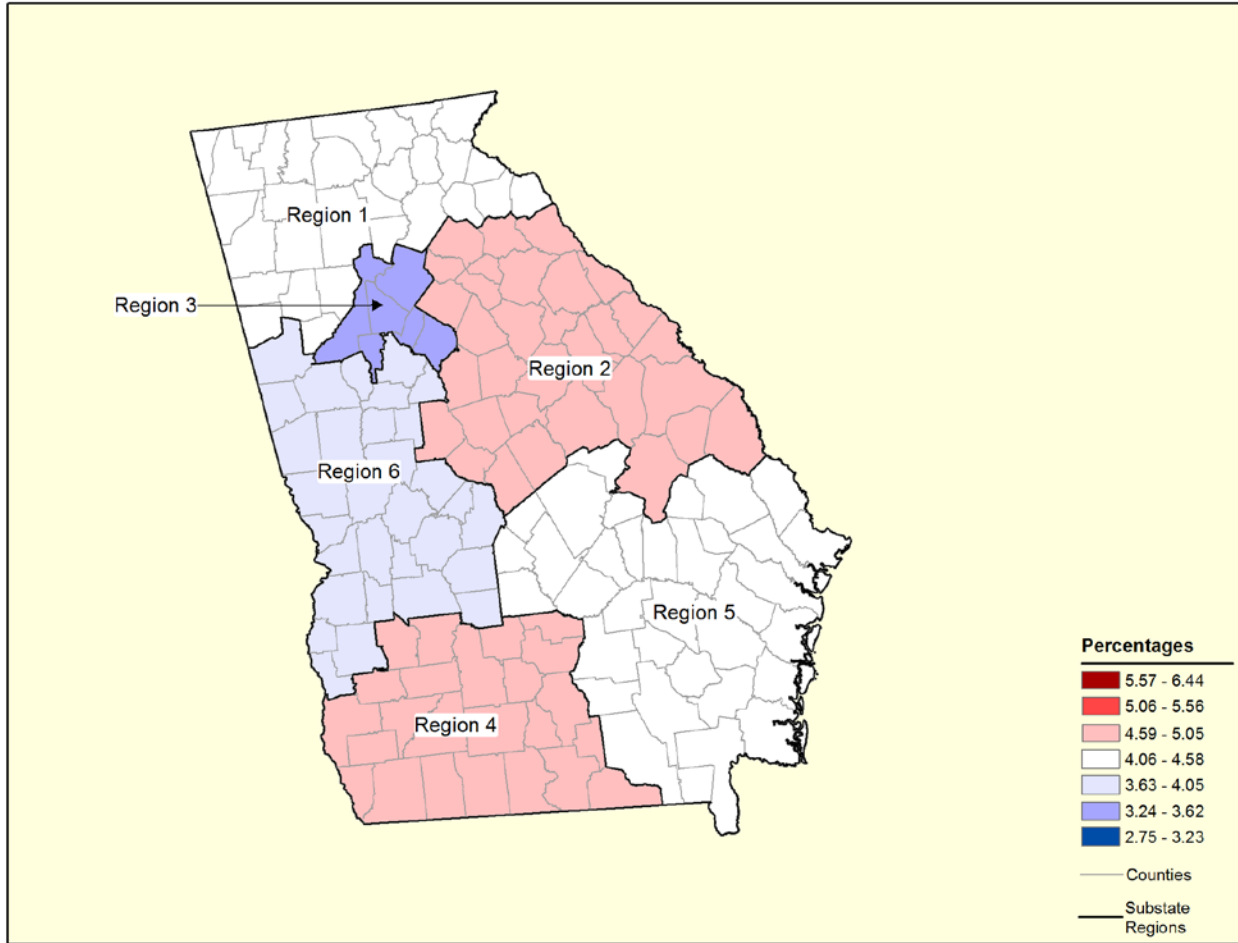 Region 1
Region 3
Region 2
Region 6
Region 5
Region 4
Percentages
5.57 - 6.44
5.06 - 5.56
4.59 - 5.05
4.06 - 4.58
3.63 - 4.05
3.24 - 3.62
2.75 - 3.23
Counties
Substate
Regions